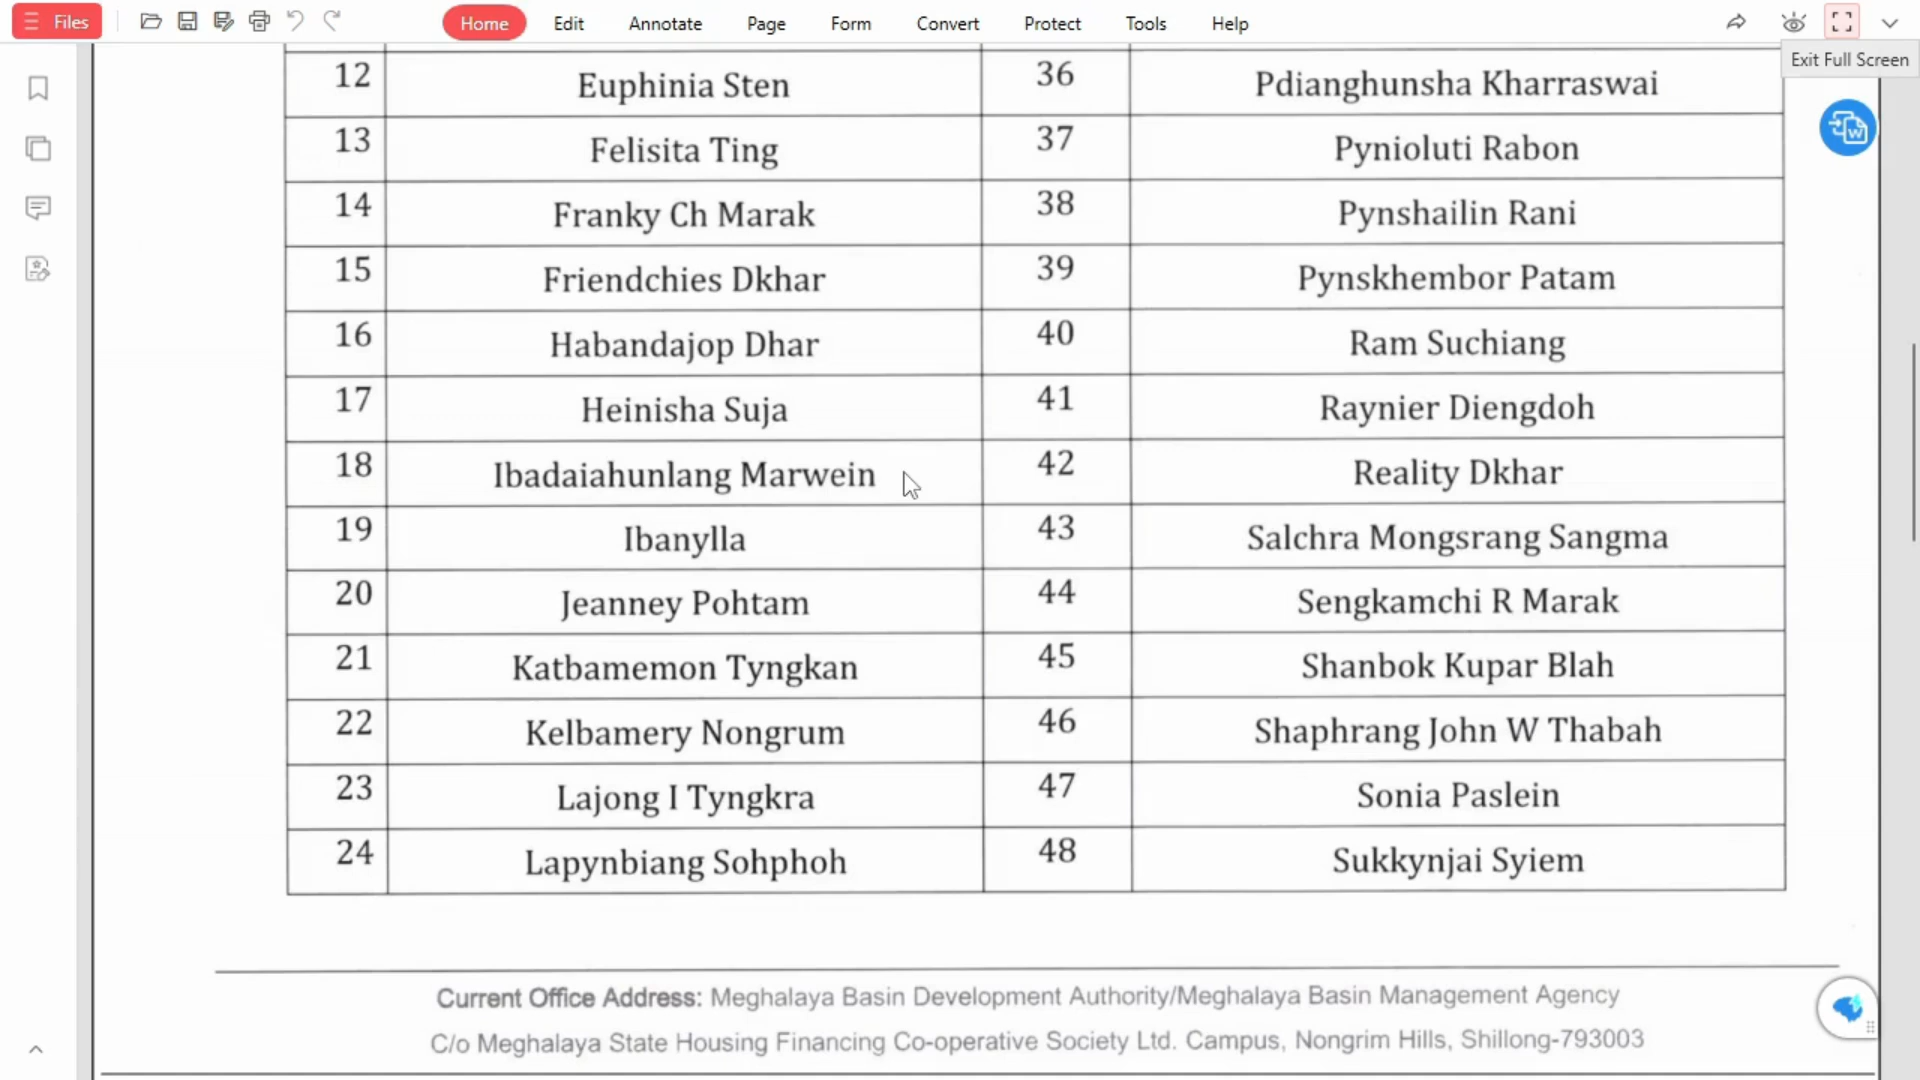 Files
Home
Edit
Annotate
Page
Form
Convert
Protect
Tools
Help
Exit Full Screen
12 Euphinia Sten 36 Pdianghunsha Kharraswai
13 Felisita Ting 37 Pynioluti Rabon
14 Franky Ch Marak 38 Pynshailin Rani
15 Friendchies Dkhar 39 Pynskhembor Patam
16 Habandajop Dhar 40 Ram Suchiang
17 Heinisha Suja 41 Raynier Diengdoh
18 Ibadaiahunlang Marwein 42 Reality Dkhar
19 Ibanylla 43 Salchra Mongsrang Sangma
20 Jeanney Pohtam 44 Sengkamchi R Marak
21 Katbamemon Tyngkan 45 Shanbok Kupar Blah
22 Kelbamery Nongrum 46 Shaphrang John W Thabah
23 Lajong I Tyngkra 47 Sonia Paslein
24 Lapynbiang Sohphoh 48 Sukkynjai Syiem
Current Office Address: Meghalaya Basin Development Authority/Meghalaya Basin Management Agency
C/o Meghalaya State Housing Financing Co-operative Society Ltd. Campus, Nongrim Hills, Shillong-793003